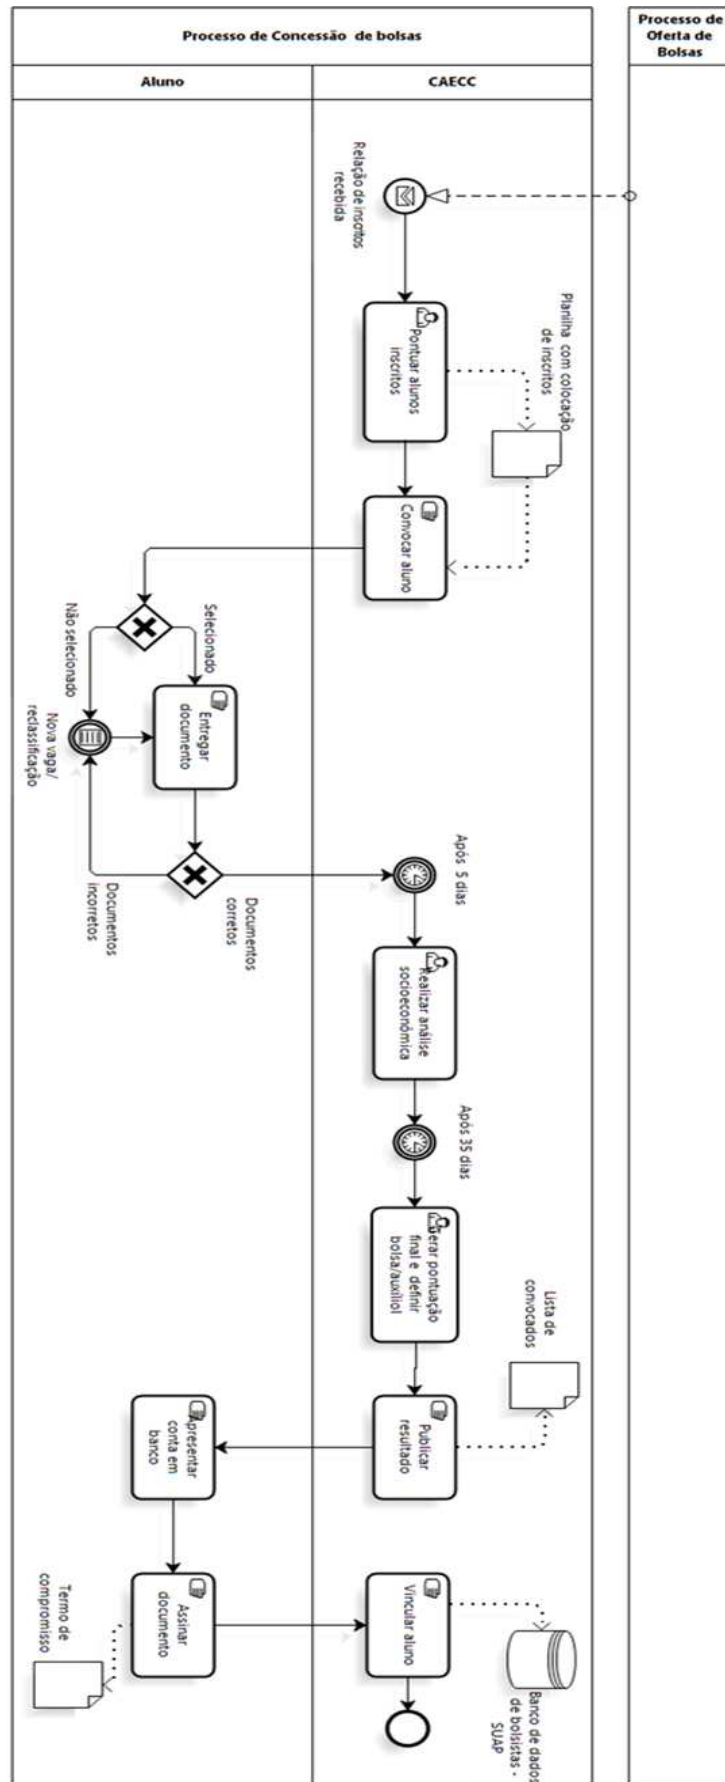 Processo de Concessão de bolsas
Processo de
Oferta de
Bolsas
Aluno
CAECC
Relação de inscritos
recebida
Pontuar alunos
inscritos
Planilha com colocação
de inscritos
Convocar aluno
Selecionado
Não selecionado
Nova vaga/
reclassificação
Entregar
documento
Documentos
corretos
Documentos
incorretos
Após 5 dias
Realizar análise
socioeconômica
Após 35 dias
erar pontuação
final e definir
bolsa/auxíliol
Lista de
convocados
Publicar
resultado
Apresentar
conta em
banco
Assinar
documento
Termo de
compromisso
Vincular aluno
Banco de dados
de bolsistas -
SUAP